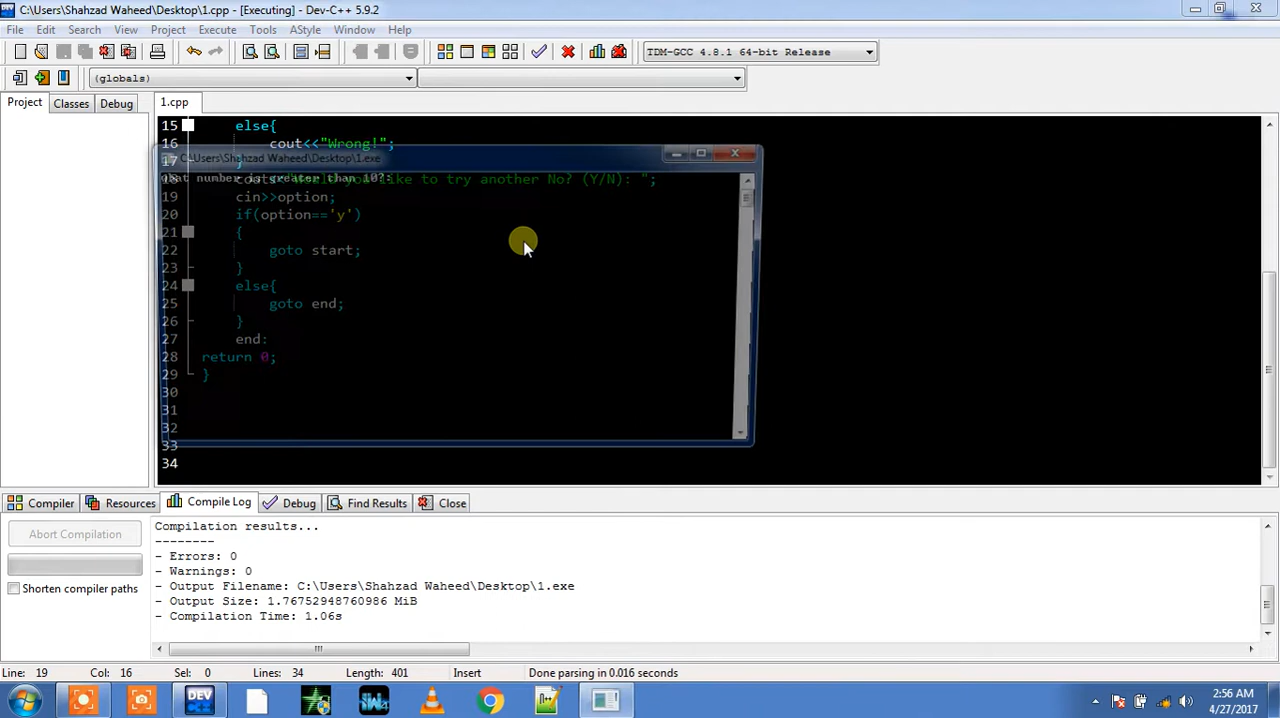 C:\Users\Shahzad Waheed\Desktop\1.cpp - [Executing] - Dev-C++ 5.9.2
File Edit Search View Project Execute Tools AStyle Window Help
TDM-GCC 4.8.1 64-bit Release
(globals)
Project Classes Debug 1.cpp
15 else{
16 cout<<"Wrong!";
17 }
C:\Users\Shahzad Waheed\Desktop\1.exe
number is greater than 10?:
18 you like to try another No? (Y/N): ";
19 cin>>option;
20 if(option=='y')
21 {
22 goto start;
23 }
24 else{
25 goto end;
26 }
27 end:
28 return 0;
29 }
30
31
32
33
34
Compiler Resources Compile Log Debug Find Results Close
Abort Compilation
Shorten compiler paths
Compilation results...
--------
- Errors: 0
- Warnings: 0
- Output Filename: C:\Users\Shahzad Waheed\Desktop\1.exe
- Output Size: 1.76752948760986 MiB
- Compilation Time: 1.06s
Line: 19 Col: 16 Sel: 0 Lines: 34 Length: 401 Insert Done parsing in 0.016 seconds
DEV
2:56 AM
4/27/2017